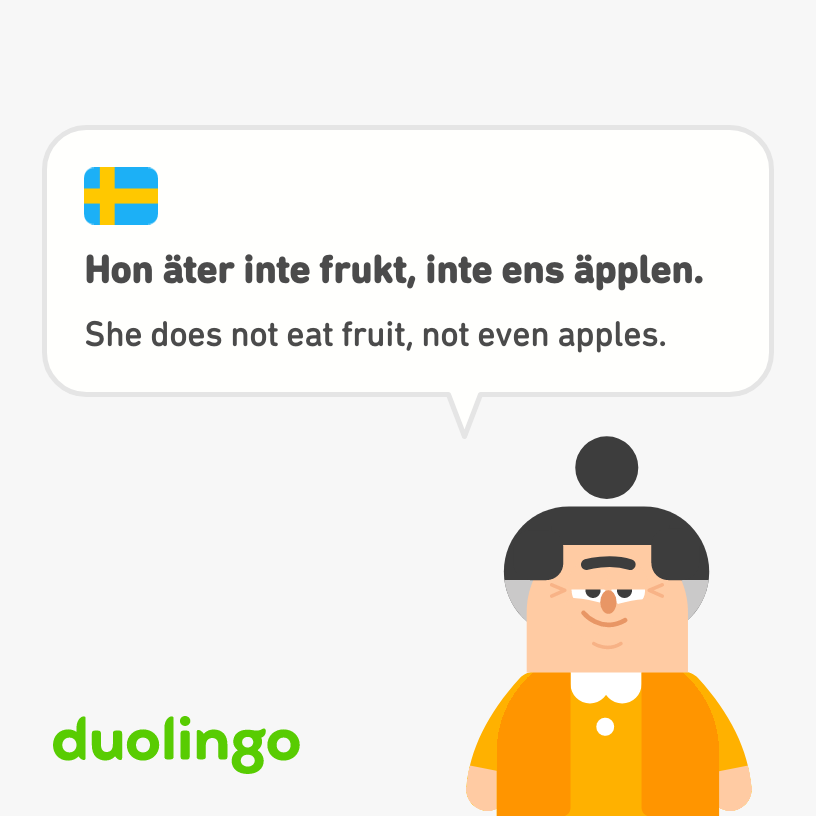 Hon äter inte frukt, inte ens äpplen.
She does not eat fruit, not even apples.
duolingo